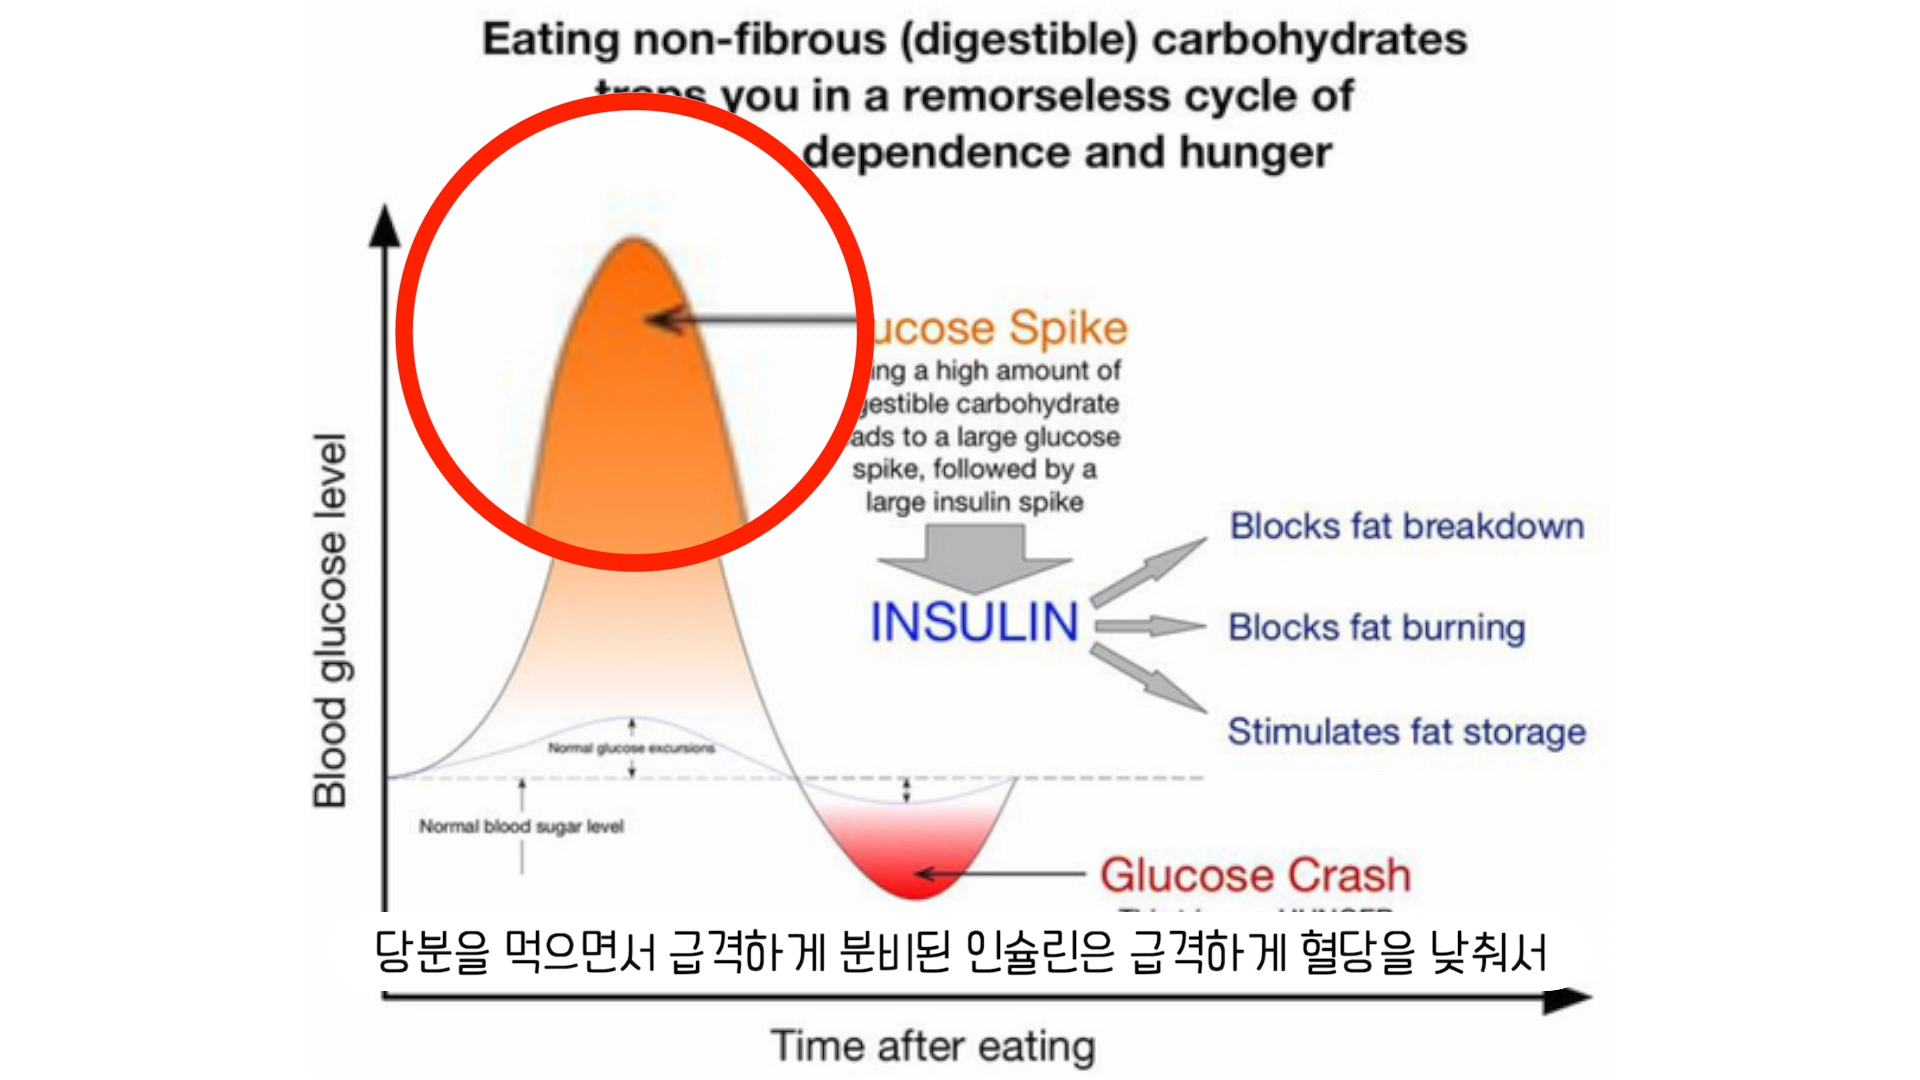 Eating non-fibrous (digestible) carbohydrates
you in a remorseless cycle of
dependence and hunger
Spike
a high amount of
carbohydrate
to a large glucose
spike, followed by a
large insulin spike
Blocks fat breakdown
INSULIN
Blocks fat burning
Stimulates fat storage
Blood glucose level
Normal glucose excursions
Normal blood sugar level
Glucose Crash
당분을 먹으면서 급격하게 분비된 인슐린은 급격하게 혈당을 낮춰서
Time after eating